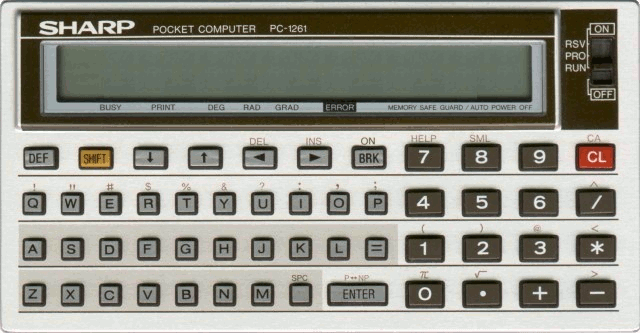 SHARP POCKET COMPUTER PC-1261
ON
RSV
PRO
RUN
OFF
BUSY PRINT DEG RAD GRAD ERROR MEMORY SAFE GUARD / AUTO POWER OFF
DEL INS ON HELP SML CA
DEF SHIFT ↓ ↑ ◄ ► BRK 7 8 9 CL
! " # $ % & ? : , ; ^
Q W E R T Y U I O P 4 5 6 /
( ) @ <
A S D F G H J K L = 1 2 3 *
SPC P↔NP π √ >
Z X C V B N M ENTER 0 • + -